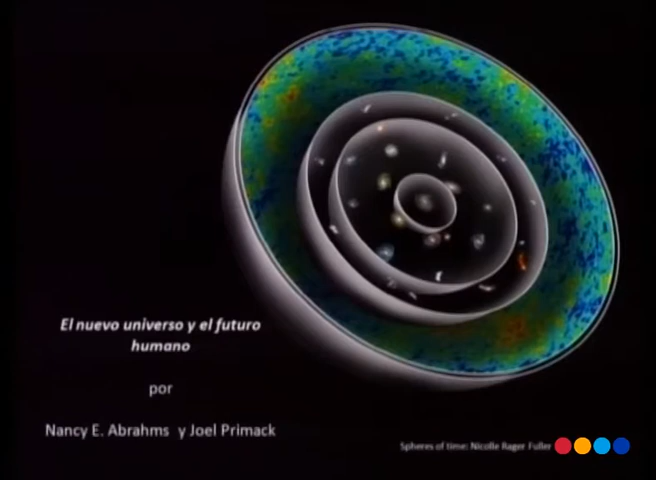 El nuevo universo y el futuro
humano
por
Nancy E. Abrahms y Joel Primack
Spheres of time: Nicolle Rager Fuller